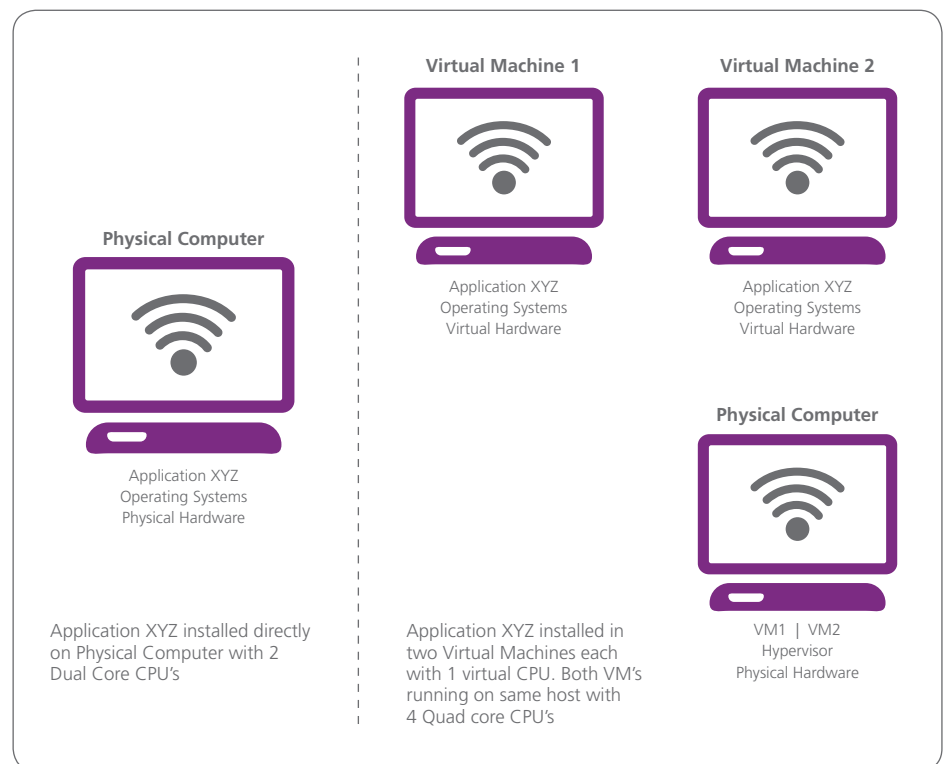 Physical Computer
Application XYZ
Operating Systems
Physical Hardware
Application XYZ installed directly
on Physical Computer with 2
Dual Core CPU's
Virtual Machine 1
Application XYZ
Operating Systems
Virtual Hardware
Virtual Machine 2
Application XYZ
Operating Systems
Virtual Hardware
Application XYZ installed in
two Virtual Machines each
with 1 virtual CPU. Both VM's
running on same host with
4 Quad core CPU's
Physical Computer
VM1 | VM2
Hypervisor
Physical Hardware